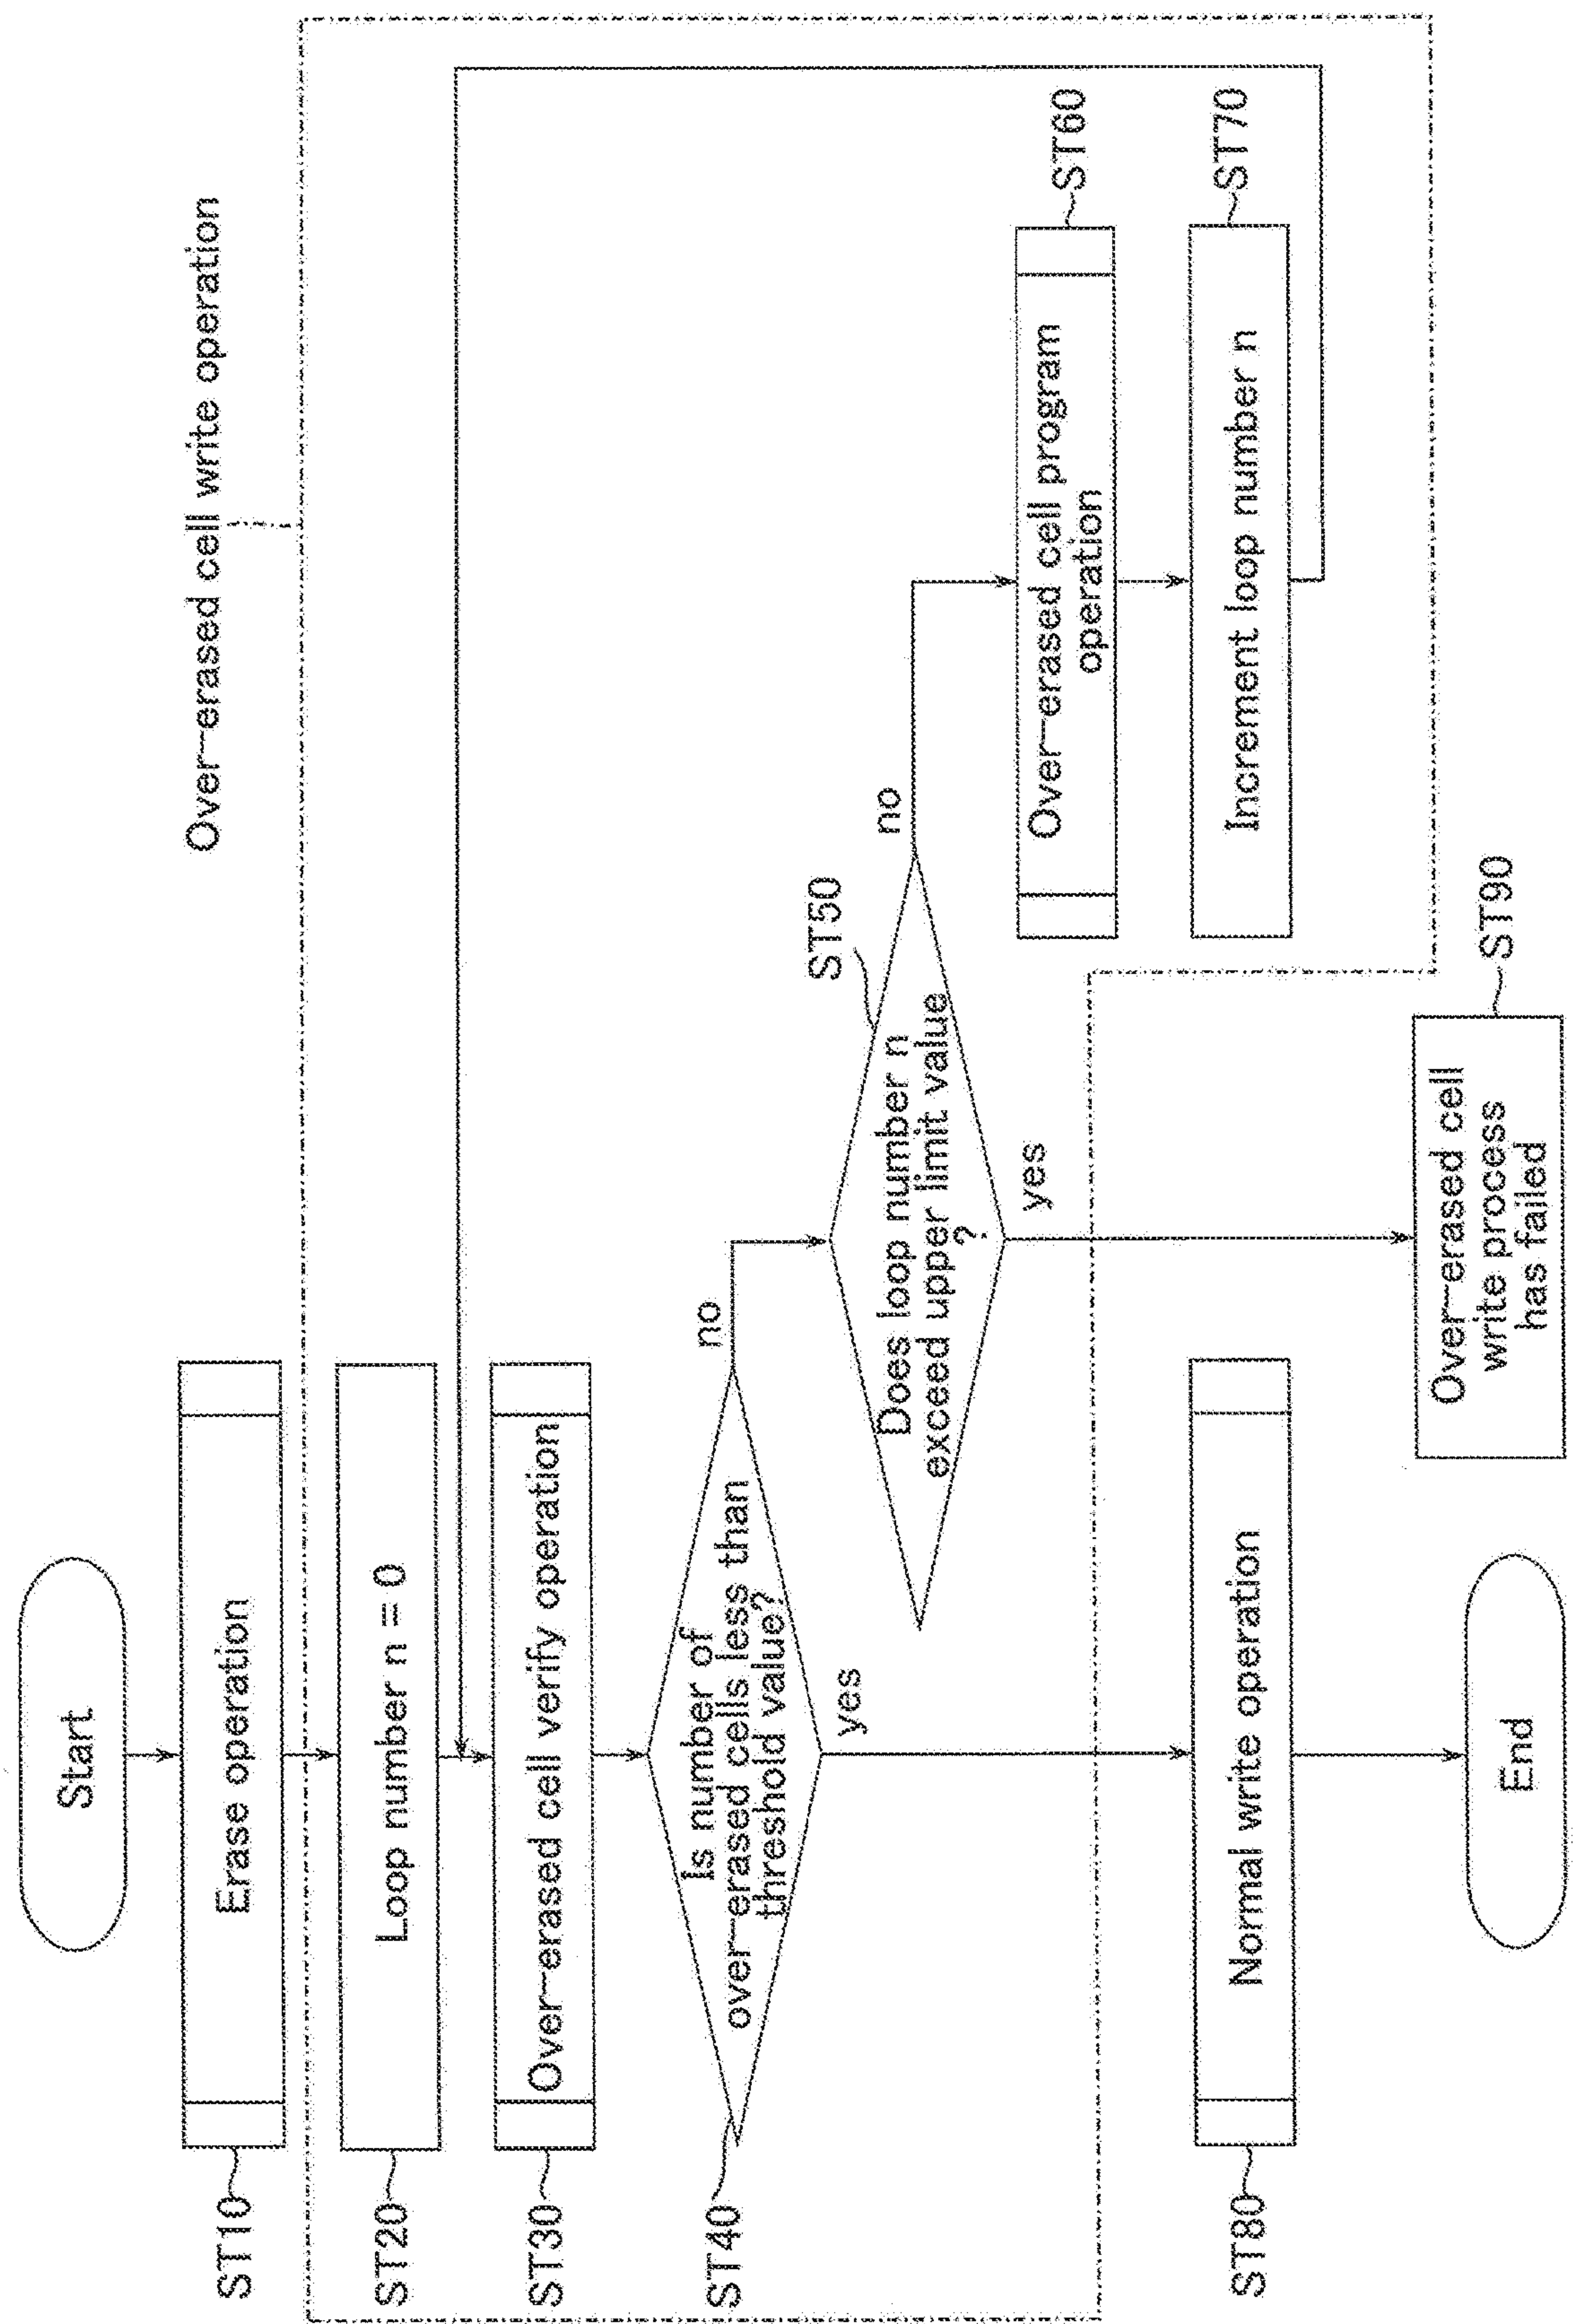 Over-erased cell write operation
Start
ST10
Erase operation
ST20
Loop number n = 0
ST30
Over-erased cell verify operation
ST40
Is number of
over-erased cells less than
threshold value?
no
yes
ST50
Does loop number n
exceed upper limit value
?
no
yes
ST60
Over-erased cell program
operation
ST70
Increment loop number n
ST80
Normal write operation
ST90
Over-erased cell
write process
has failed
End